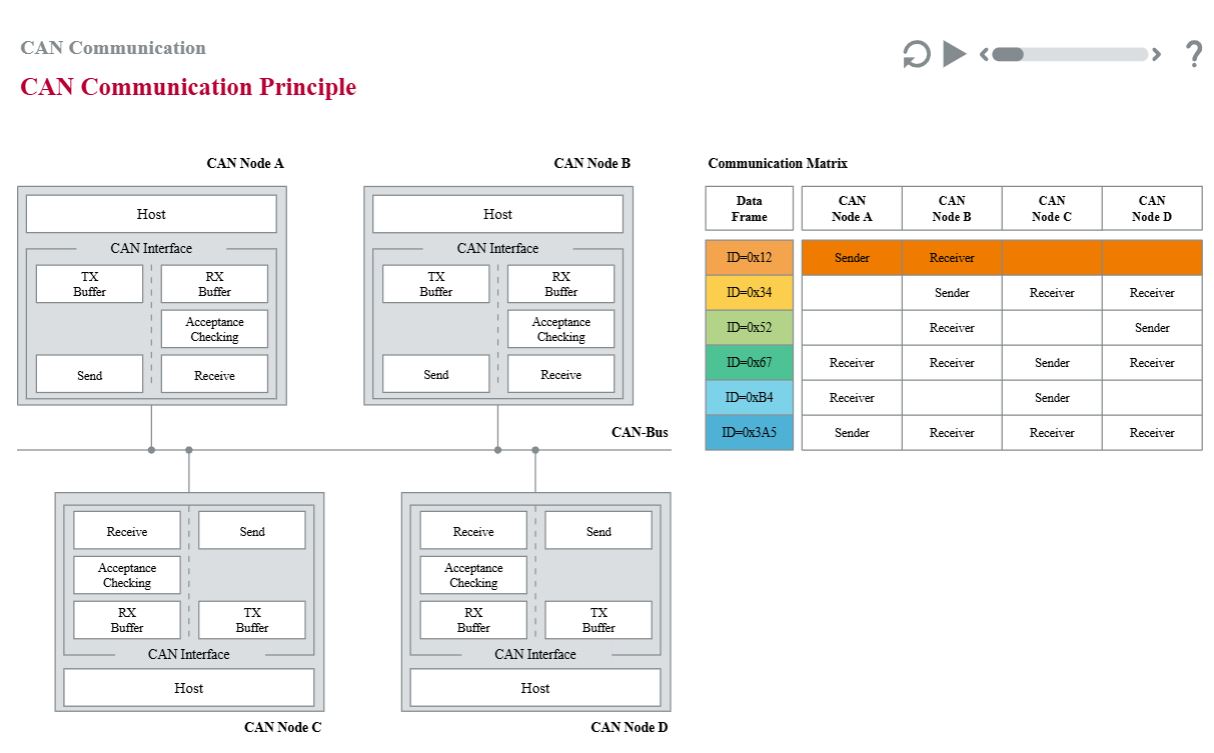 CAN Communication
CAN Communication Principle
?
CAN Node A
Host
CAN Interface
TX
Buffer
RX
Buffer
Acceptance
Checking
Send
Receive
CAN Node B
Host
CAN Interface
TX
Buffer
RX
Buffer
Acceptance
Checking
Send
Receive
CAN-Bus
Receive
Send
Acceptance
Checking
RX
Buffer
TX
Buffer
CAN Interface
Host
CAN Node C
Receive
Send
Acceptance
Checking
RX
Buffer
TX
Buffer
CAN Interface
Host
CAN Node D
Communication Matrix
Data
Frame
CAN
Node A
CAN
Node B
CAN
Node C
CAN
Node D
ID=0x12 Sender Receiver
ID=0x34 Sender Receiver Receiver
ID=0x52 Receiver Sender
ID=0x67 Receiver Receiver Sender Receiver
ID=0xB4 Receiver Sender
ID=0x3A5 Sender Receiver Receiver Receiver